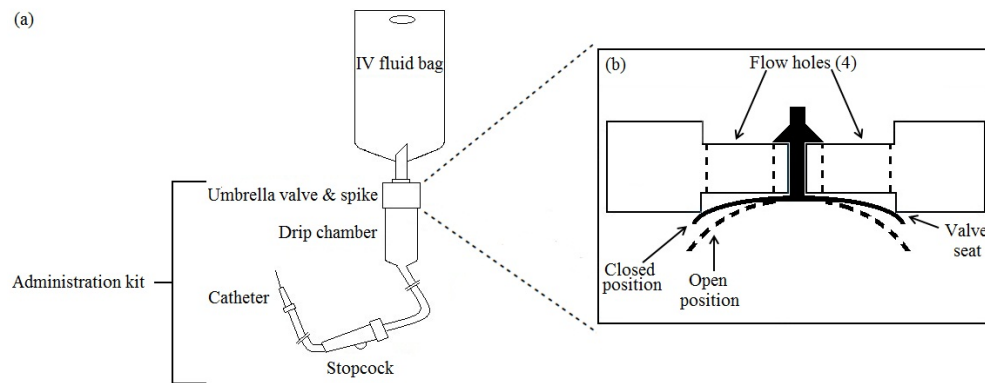 (a)
IV fluid bag
Umbrella valve & spike
Drip chamber
Administration kit
Catheter
Stopcock
(b)
Flow holes (4)
Closed
position
Open
position
Valve
seat